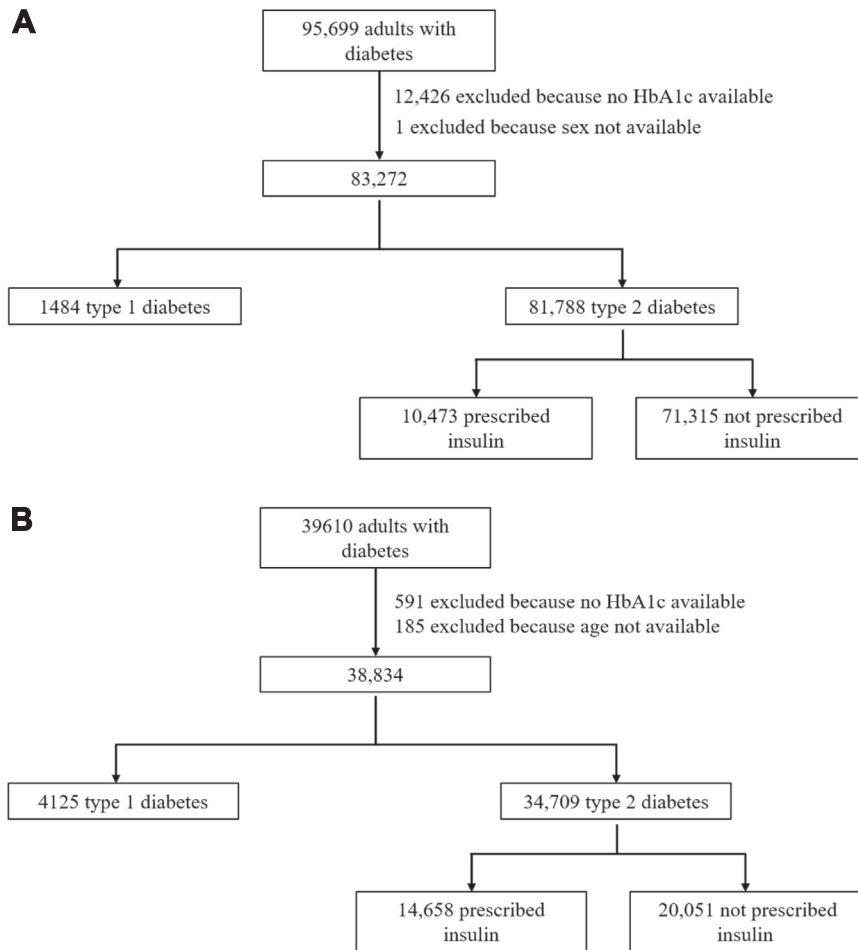 A
95,699 adults with
diabetes
12,426 excluded because no HbA1c available
1 excluded because sex not available
83,272
1484 type 1 diabetes
81,788 type 2 diabetes
10,473 prescribed
insulin
71,315 not prescribed
insulin
B
39610 adults with
diabetes
591 excluded because no HbA1c available
185 excluded because age not available
38,834
4125 type 1 diabetes
34,709 type 2 diabetes
14,658 prescribed
insulin
20,051 not prescribed
insulin